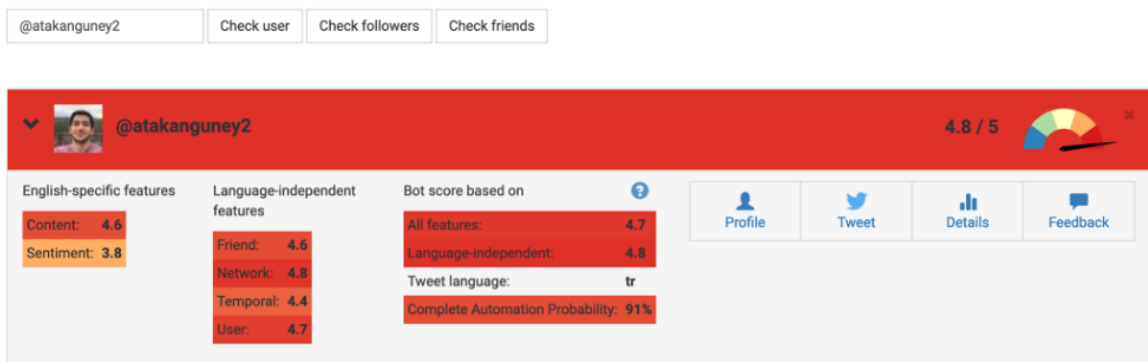 @atakanguney2
Check user
Check followers
Check friends
@atakanguney2
4.8 / 5
×
English-specific features
Content: 4.6
Sentiment: 3.8
Language-independent
features
Friend: 4.6
Network: 4.8
Temporal: 4.4
User: 4.7
Bot score based on
?
All features: 4.7
Language-independent: 4.8
Tweet language: tr
Complete Automation Probability: 91%
Profile
Tweet
Details
Feedback